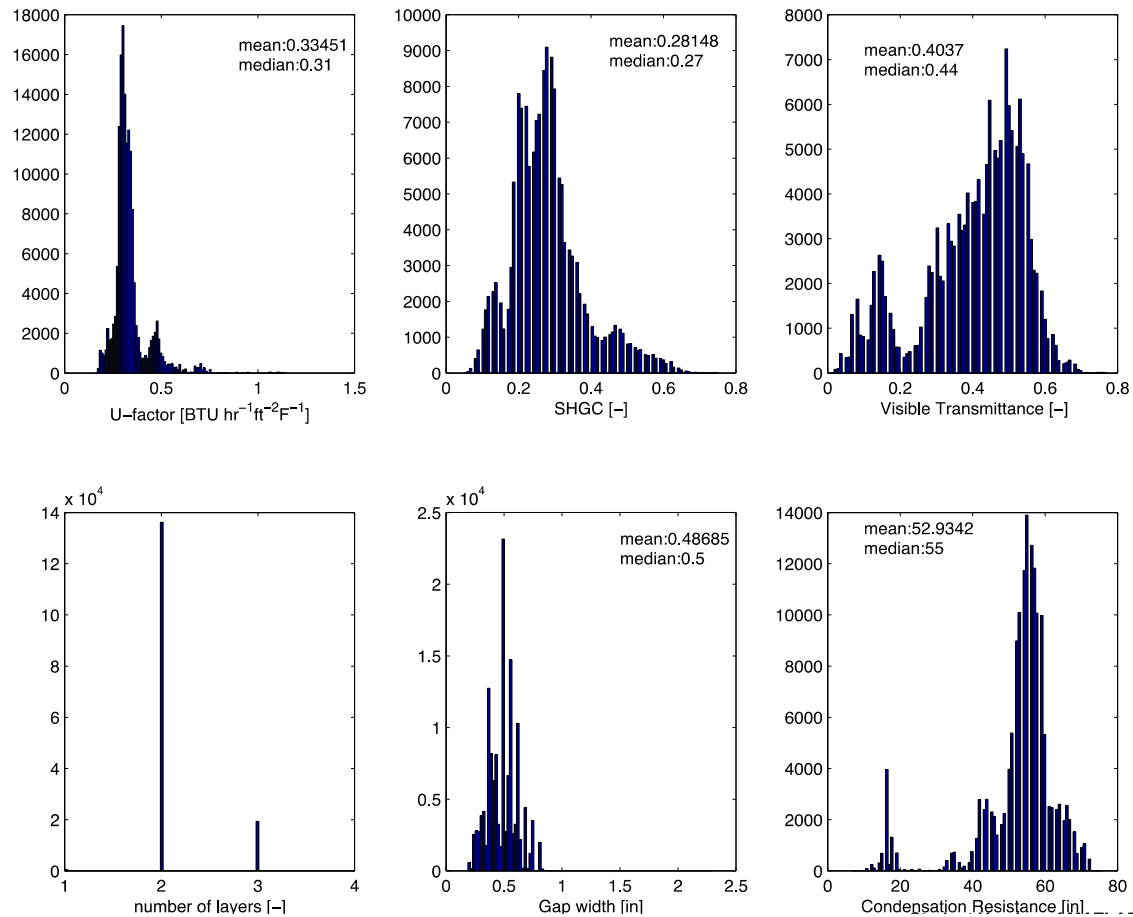 18000
16000
14000
12000
10000
8000
6000
4000
2000
0
mean:0.33451
median:0.31
0 0.5 1 1.5
U−factor [BTU hr⁻¹ft⁻²F⁻¹]
10000
9000
8000
7000
6000
5000
4000
3000
2000
1000
0
mean:0.28148
median:0.27
0 0.2 0.4 0.6 0.8
SHGC [−]
8000
7000
6000
5000
4000
3000
2000
1000
0
mean:0.4037
median:0.44
0 0.2 0.4 0.6 0.8
Visible Transmittance [−]
x 10⁴
14
12
10
8
6
4
2
0
1 2 3 4
number of layers [−]
x 10⁴
2.5
2
1.5
1
0.5
0
mean:0.48685
median:0.5
0 0.5 1 1.5 2 2.5
Gap width [in]
14000
12000
10000
8000
6000
4000
2000
0
mean:52.9342
median:55
0 20 40 60 80
Condensation Resistance [in]